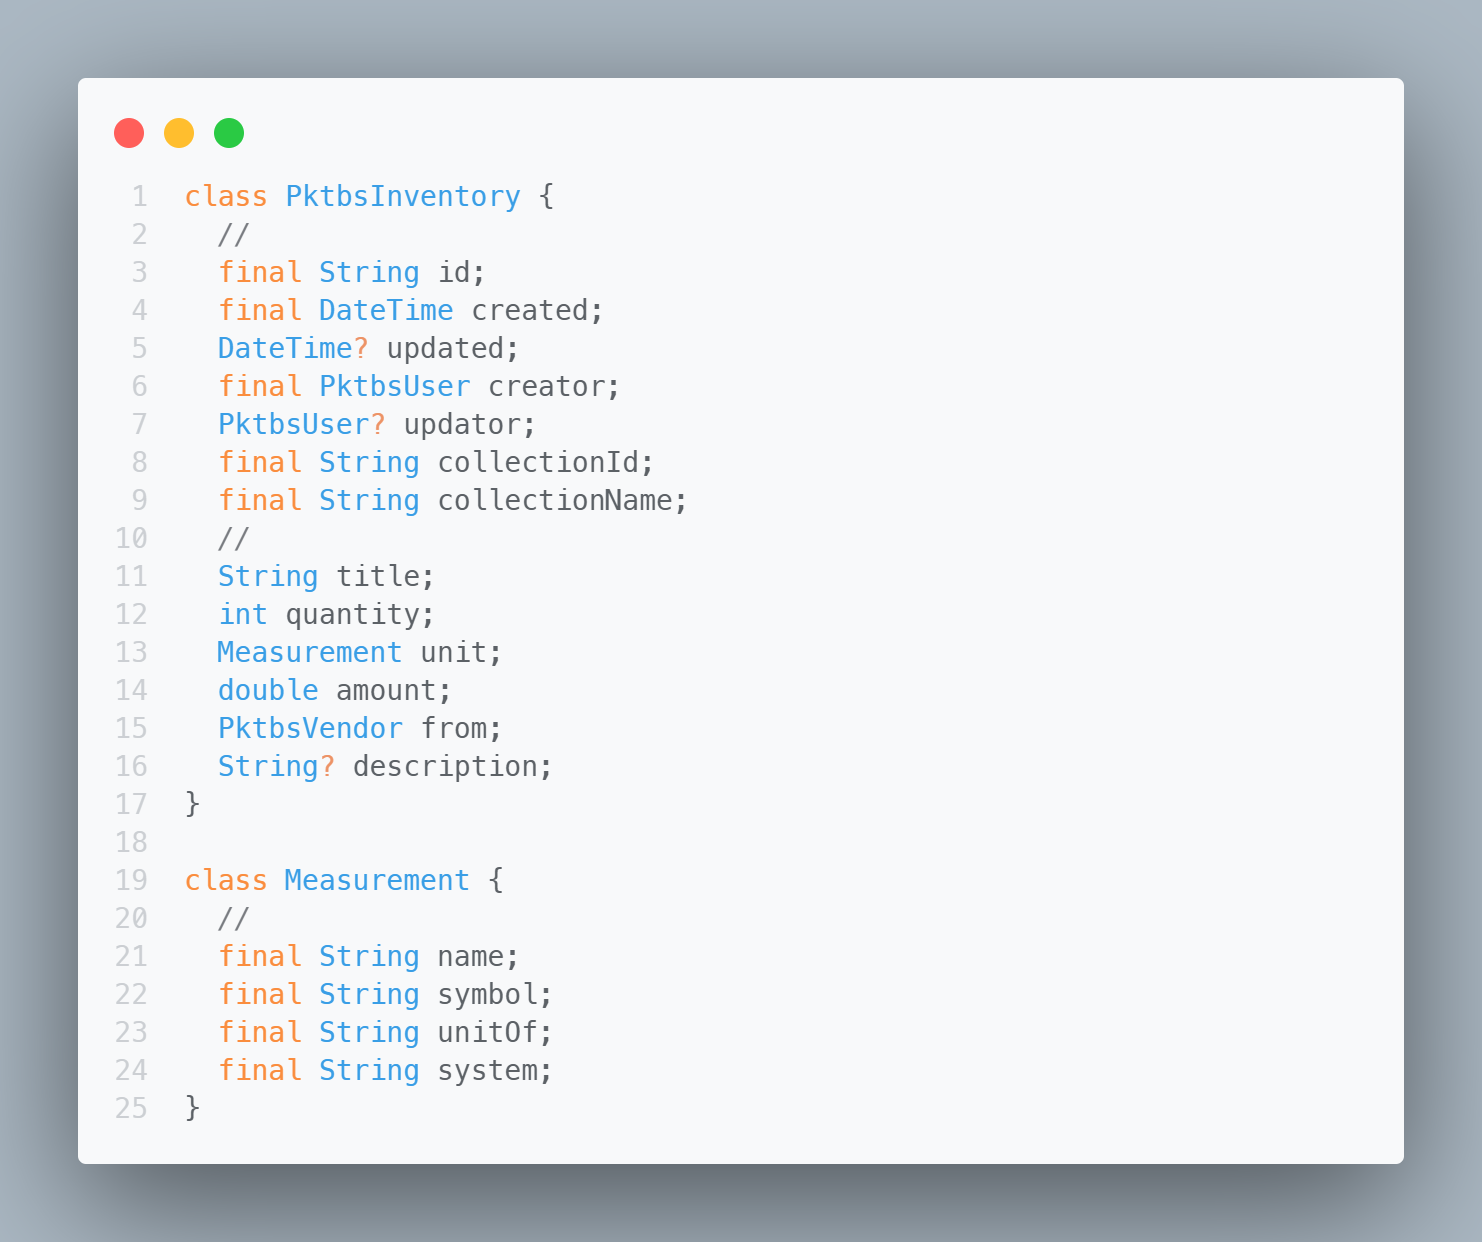 1 class PktbsInventory {
2   //
3   final String id;
4   final DateTime created;
5   DateTime? updated;
6   final PktbsUser creator;
7   PktbsUser? updator;
8   final String collectionId;
9   final String collectionName;
10   //
11   String title;
12   int quantity;
13   Measurement unit;
14   double amount;
15   PktbsVendor from;
16   String? description;
17 }
18
19 class Measurement {
20   //
21   final String name;
22   final String symbol;
23   final String unitOf;
24   final String system;
25 }